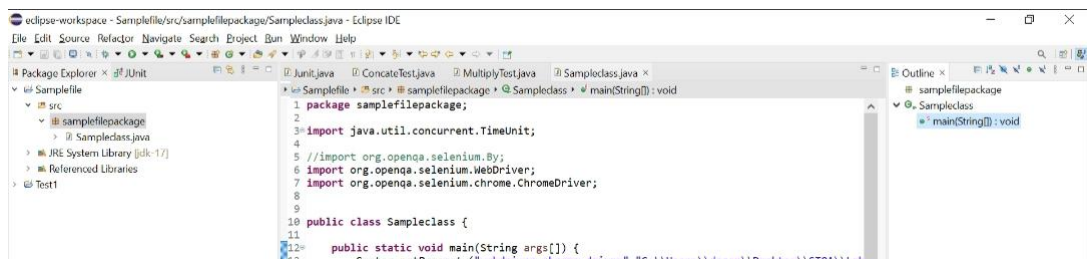 eclipse-workspace - Samplefile/src/samplefilepackage/Sampleclass.java - Eclipse IDE
File Edit Source Refactor Navigate Search Project Run Window Help
Package Explorer × JUnit
Samplefile
src
samplefilepackage
Sampleclass.java
JRE System Library [jdk-17]
Referenced Libraries
Test1
Junit.java ConcateTest.java MultiplyTest.java Sampleclass.java ×
Samplefile src samplefilepackage Sampleclass main(String[]) : void
1 package samplefilepackage;
2
3 import java.util.concurrent.TimeUnit;
4
5 //import org.openqa.selenium.By;
6 import org.openqa.selenium.WebDriver;
7 import org.openqa.selenium.chrome.ChromeDriver;
8
9
10 public class Sampleclass {
11
12 public static void main(String args[]) {
Outline ×
samplefilepackage
Sampleclass
main(String[]) : void